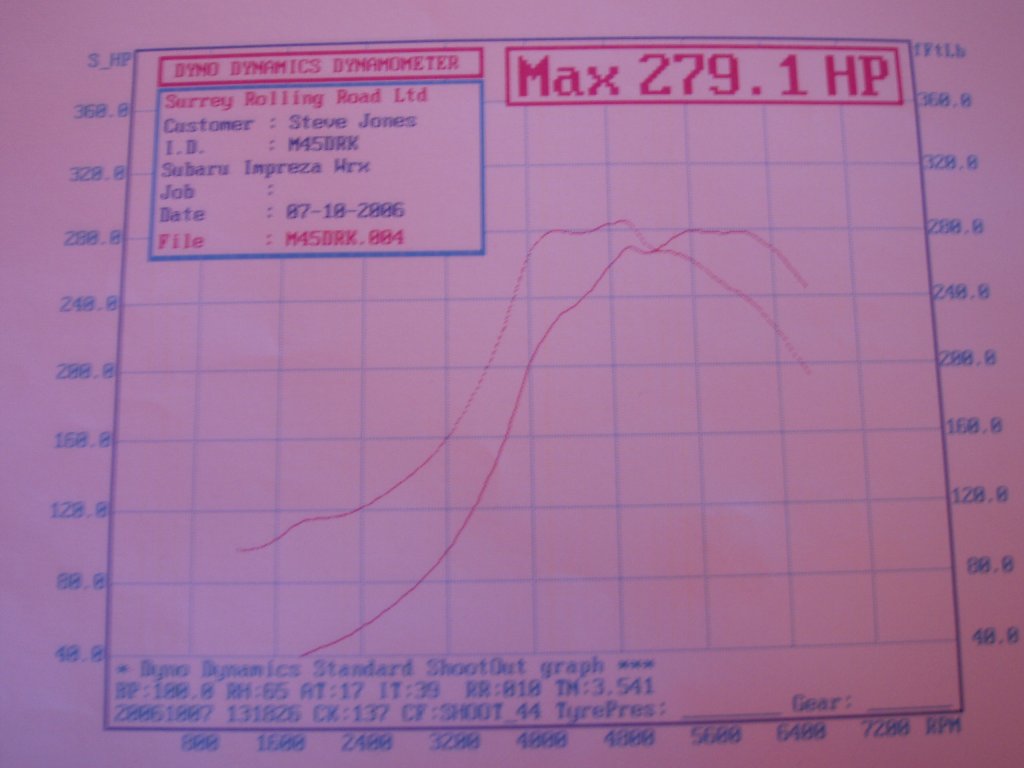 S_HP
DYNO DYNAMICS DYNAMOMETER
Max 279.1 HP
fFtLb
Surrey Rolling Road Ltd
Customer : Steve Jones
I.D. : M45DRK
Subaru Impreza Wrx
Job :
Date : 07-10-2006
File : M45DRK.004
360.0 360.0
320.0 320.0
280.0 280.0
240.0 240.0
200.0 200.0
160.0 160.0
120.0 120.0
80.0 80.0
40.0 40.0
* Dyno Dynamics Standard ShootOut graph ***
BP:100.0 RH:65 AT:17 IT:39 RR:010 TM:3.541
20061007 131826 CK:137 CF:SHOOT_44 TyrePres: ________ Gear: _______
800 1600 2400 3200 4000 4800 5600 6400 7200 RPM